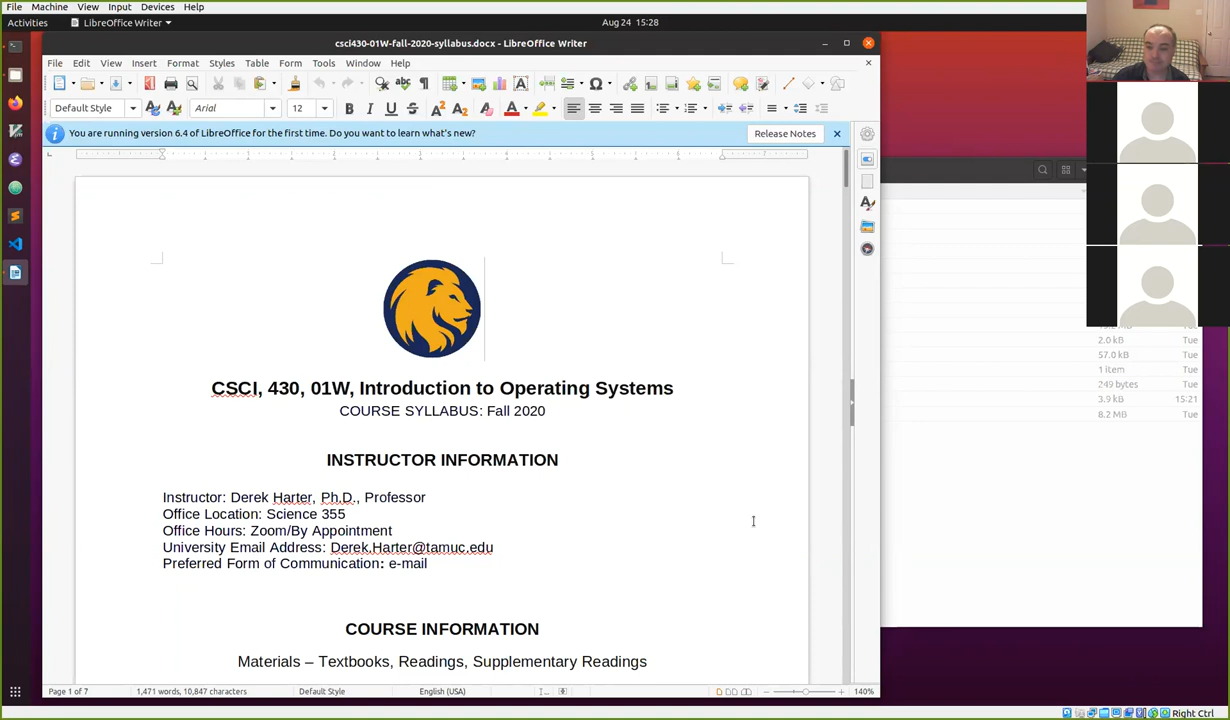 File Machine View Input Devices Help
Activities LibreOffice Writer Aug 24 15:28
csci430-01W-fall-2020-syllabus.docx - LibreOffice Writer
File Edit View Insert Format Styles Table Form Tools Window Help
Default Style Arial 12
You are running version 6.4 of LibreOffice for the first time. Do you want to learn what's new? Release Notes
CSCI, 430, 01W, Introduction to Operating Systems
COURSE SYLLABUS: Fall 2020
INSTRUCTOR INFORMATION
Instructor: Derek Harter, Ph.D., Professor
Office Location: Science 355
Office Hours: Zoom/By Appointment
University Email Address: Derek.Harter@tamuc.edu
Preferred Form of Communication: e-mail
COURSE INFORMATION
Materials – Textbooks, Readings, Supplementary Readings
2.0 kB Tue
57.0 kB Tue
1 item Tue
249 bytes Tue
3.9 kB 15:21
8.2 MB Tue
Page 1 of 7 1,471 words, 10,847 characters Default Style English (USA) 140%
Right Ctrl